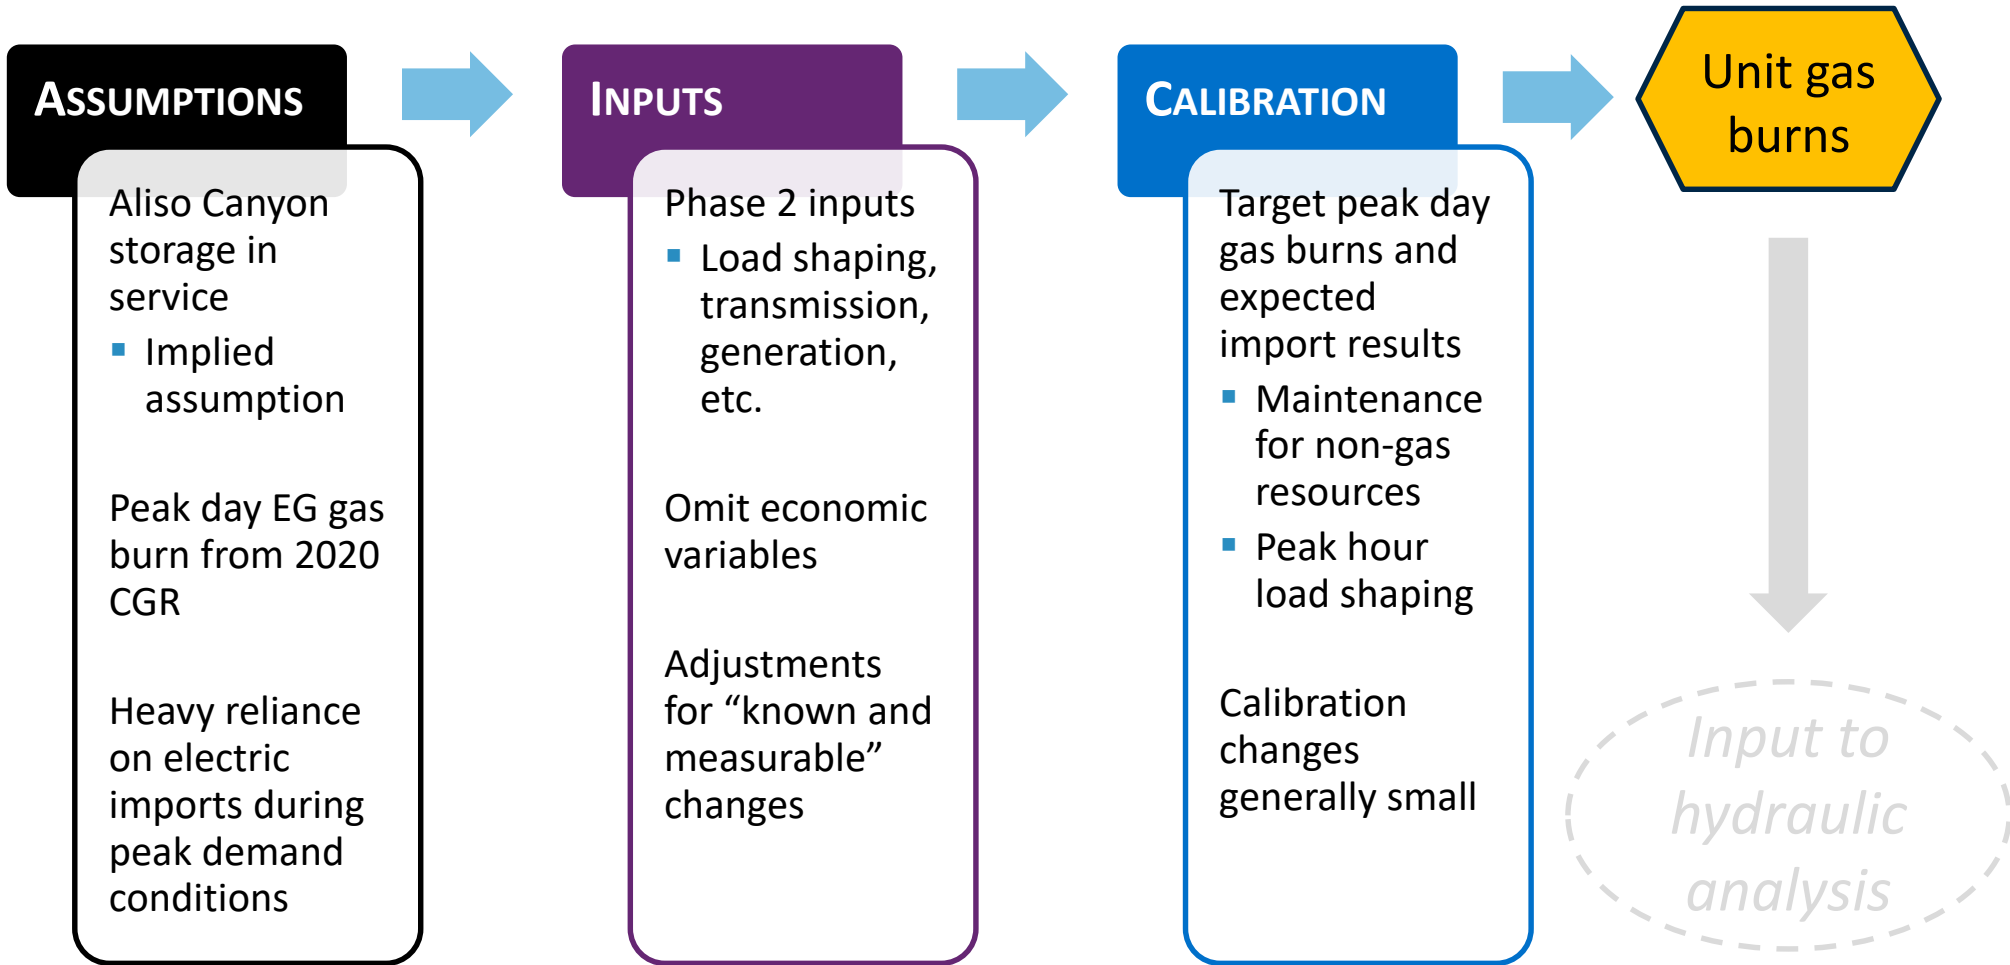 ASSUMPTIONS
Aliso Canyon
storage in
service
▪ Implied
assumption
Peak day EG gas
burn from 2020
CGR
Heavy reliance
on electric
imports during
peak demand
conditions
INPUTS
Phase 2 inputs
▪ Load shaping,
transmission,
generation,
etc.
Omit economic
variables
Adjustments
for “known and
measurable”
changes
CALIBRATION
Target peak day
gas burns and
expected
import results
▪ Maintenance
for non-gas
resources
▪ Peak hour
load shaping
Calibration
changes
generally small
Unit gas
burns
Input to
hydraulic
analysis